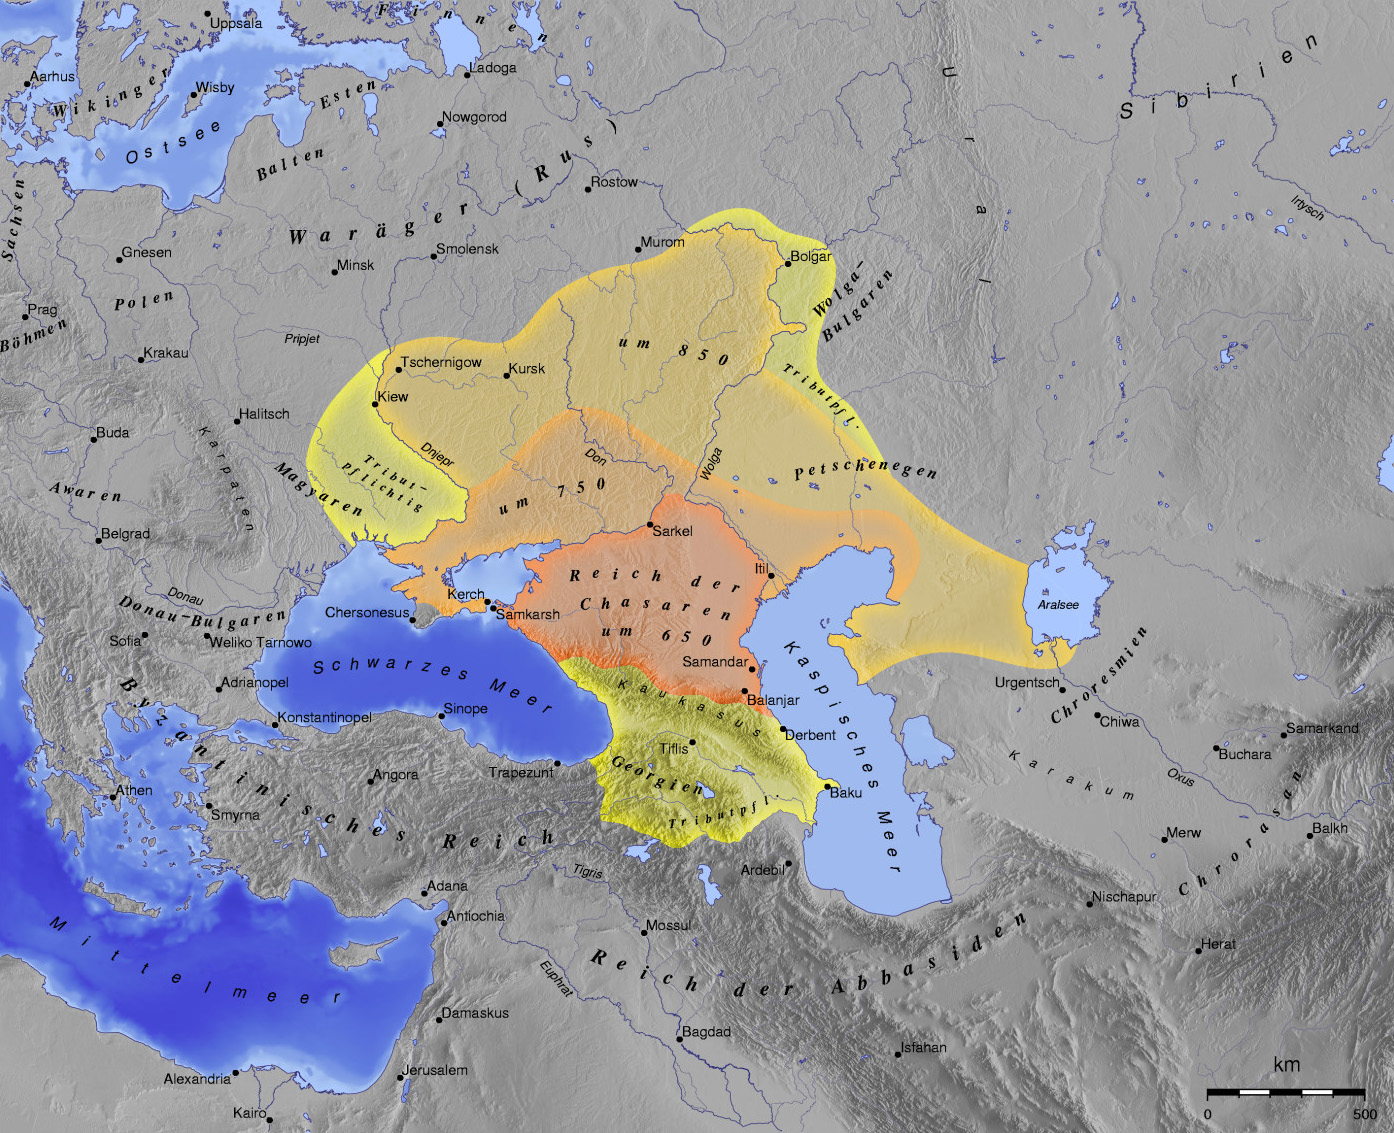 Uppsala
Finnen
Aarhus
Wikinger
Wisby
Ostsee
Esten
Ladoga
Nowgorod
Balten
Waräger (Rus)
Rostow
Ural
Sibirien
Irtysch
Sachsen
Gnesen
Minsk
Smolensk
Murom
Bolgar
Wolga-
Bulgaren
Polen
Prag
Böhmen
Krakau
Pripjet
Tschernigow
Kursk
um 850
Tributpfl.
Kiew
Halitsch
Buda
Karpaten
Dnjepr
Don
Wolga
Petschenegen
Tribut-
pflichtig
Magyaren
um 750
Awaren
Belgrad
Sarkel
Itil
Reich der
Chasaren
um 650
Kerch
Samkarsh
Chersonesus
Aralsee
Donau
Donau-Bulgaren
Sofia
Weliko Tarnowo
Schwarzes Meer
Samandar
Balanjar
Kaspisches Meer
Urgentsch
Chroresmien
Chiwa
Samarkand
Buchara
Oxus
Karakum
Adrianopel
Konstantinopel
Sinope
Kaukasus
Derbent
Tiflis
Georgien
Tributpfl.
Baku
Trapezunt
Byzantinisches Reich
Angora
Athen
Smyrna
Merw
Balkh
Chrorasan
Ardebil
Tigris
Adana
Antiochia
Nischapur
Mossul
Herat
Mittelmeer
Euphrat
Reich der Abbasiden
Damaskus
Bagdad
Isfahan
Jerusalem
Alexandria
Kairo
km
0 500